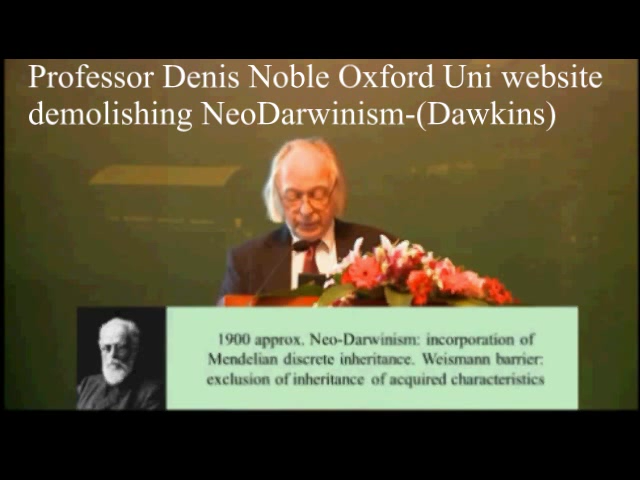 Professor Denis Noble Oxford Uni website
demolishing NeoDarwinism-(Dawkins)
1900 approx. Neo-Darwinism: incorporation of
Mendelian discrete inheritance. Weismann barrier:
exclusion of inheritance of acquired characteristics